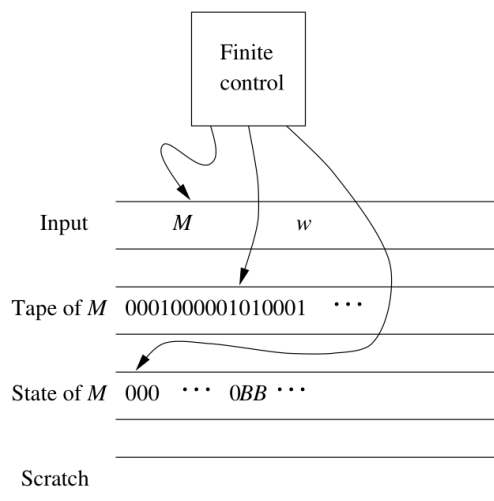 Finite
control
Input M w
Tape of M 0001000001010001 ···
State of M 000 ··· 0BB ···
Scratch